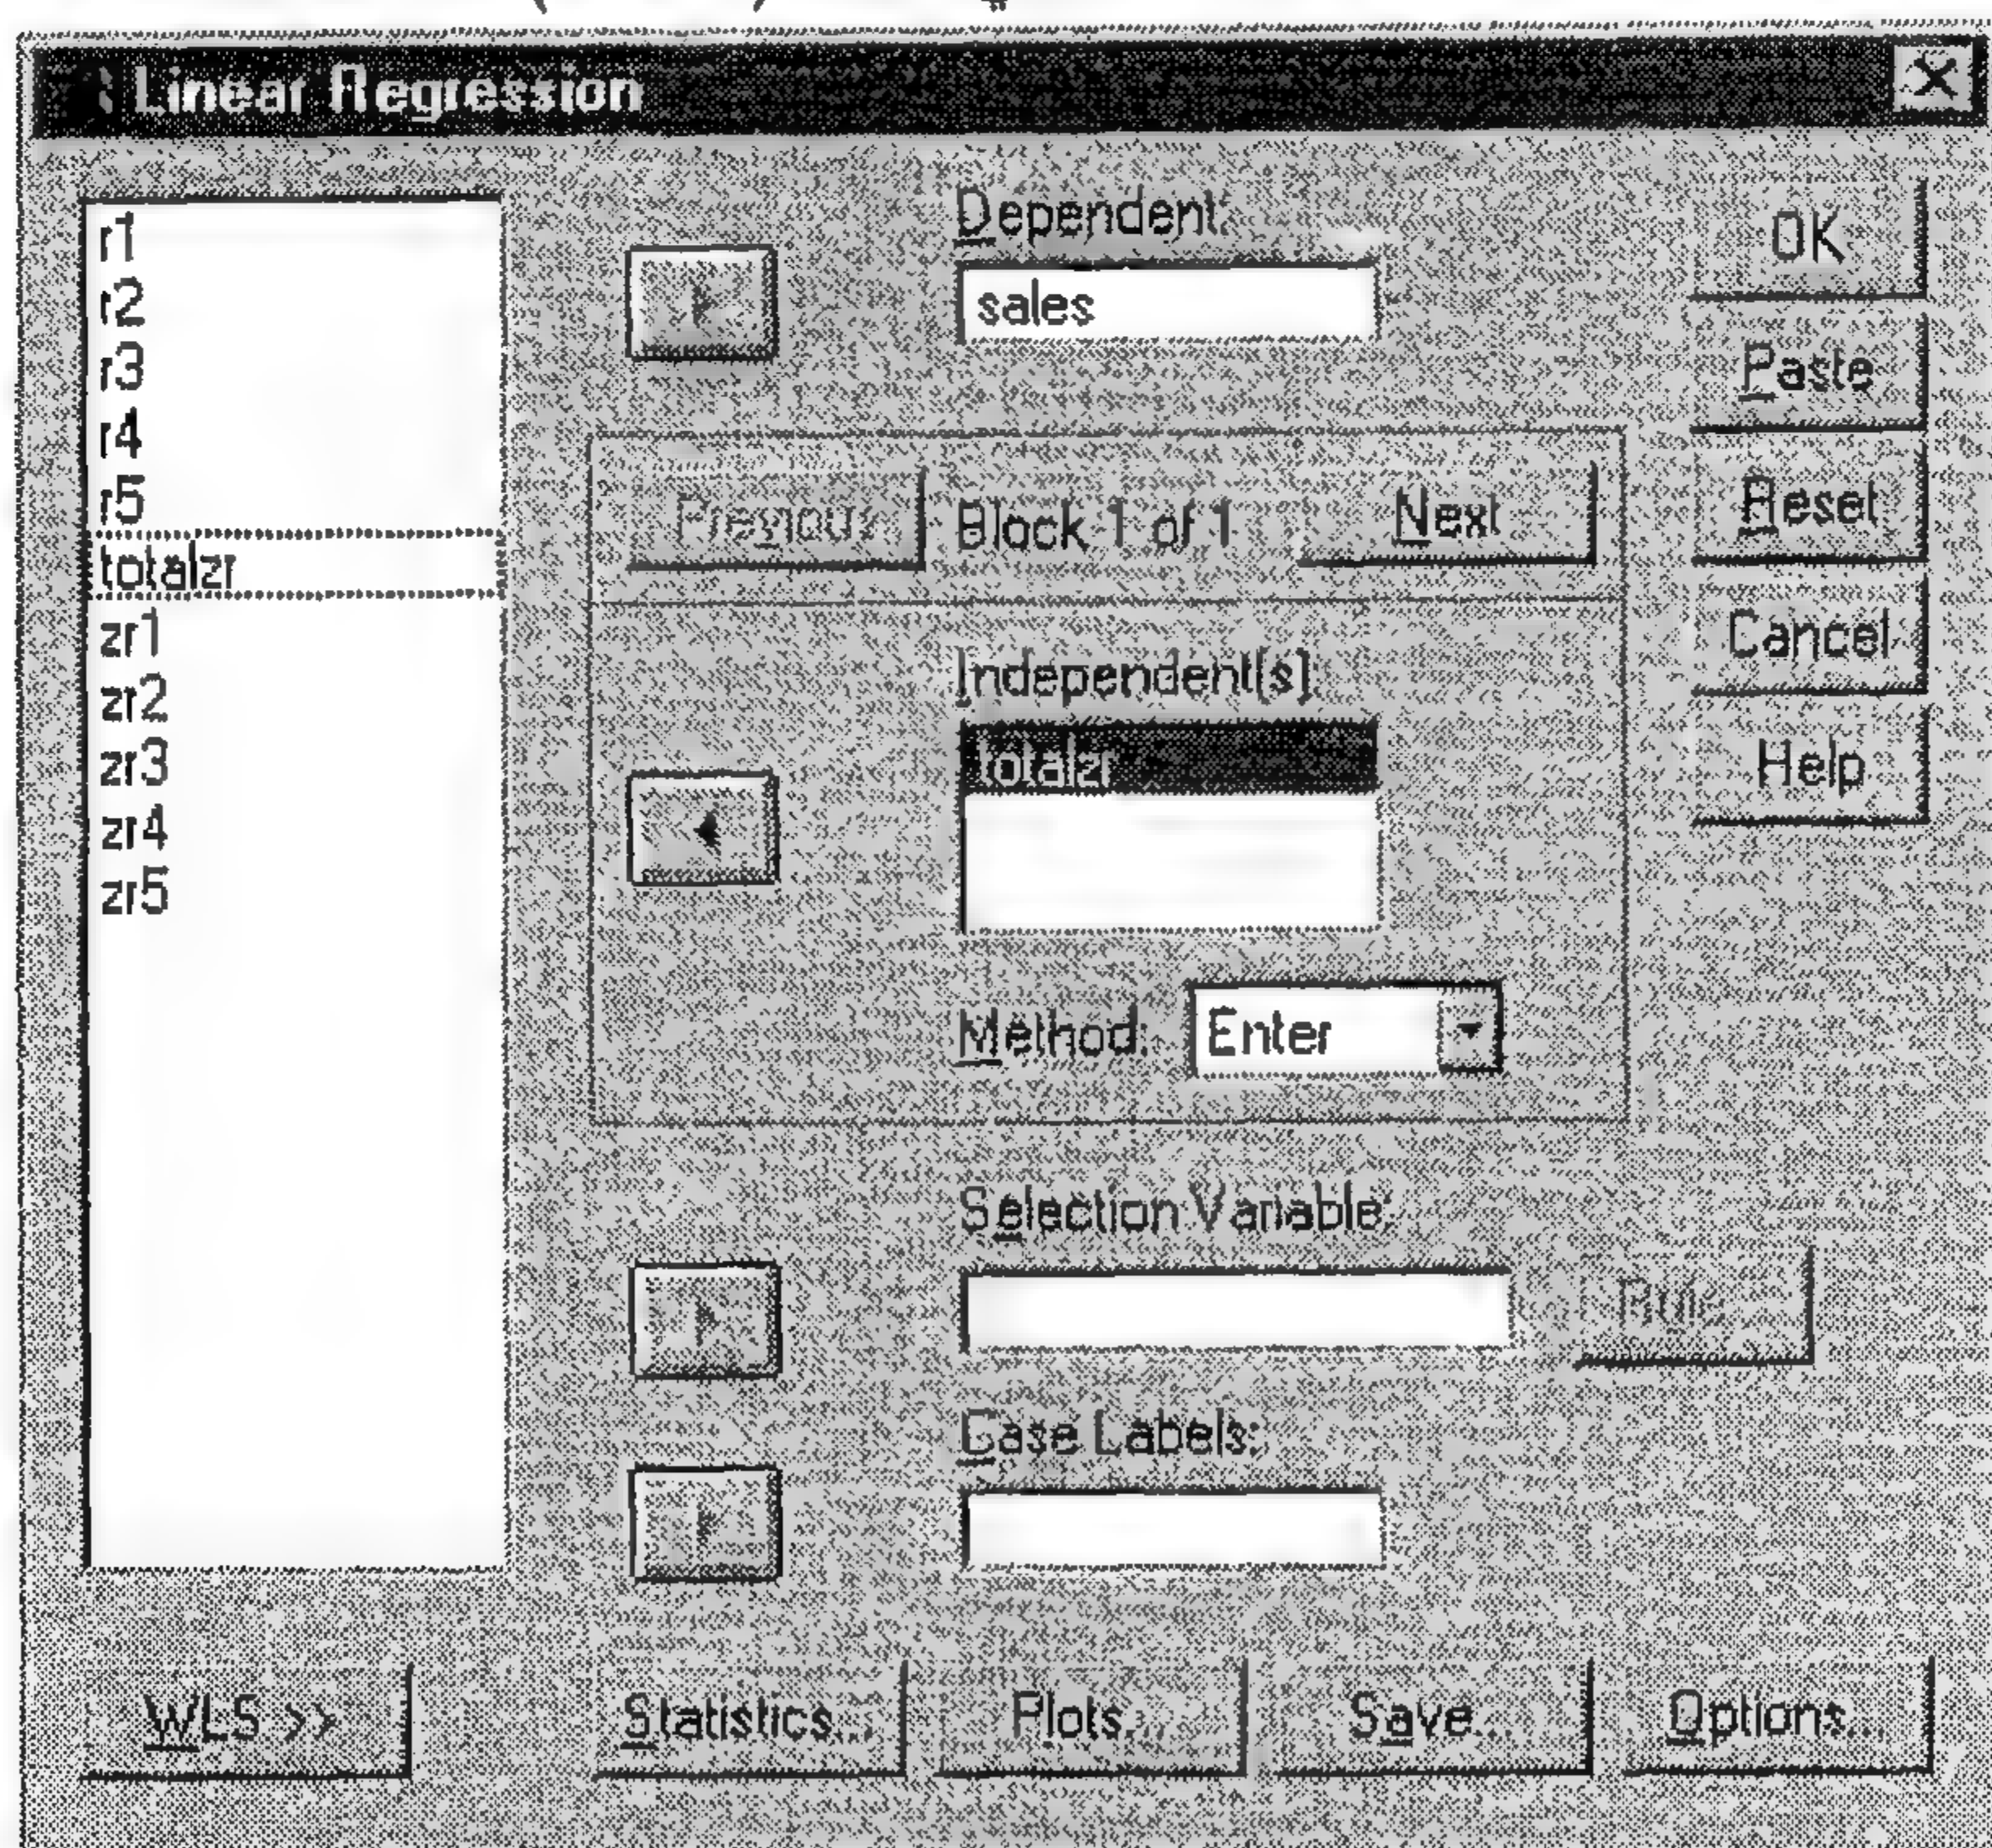 Linear Regression
r1
r2
r3
r4
r5
totalzr
zr1
zr2
zr3
zr4
zr5
Dependent:
sales
Previous
Block 1 of 1
Next
Independent(s):
totalzr
Method:
Enter
Selection Variable:
Rule...
Case Labels:
OK
Paste
Reset
Cancel
Help
WLS >>
Statistics...
Plots...
Save...
Options...